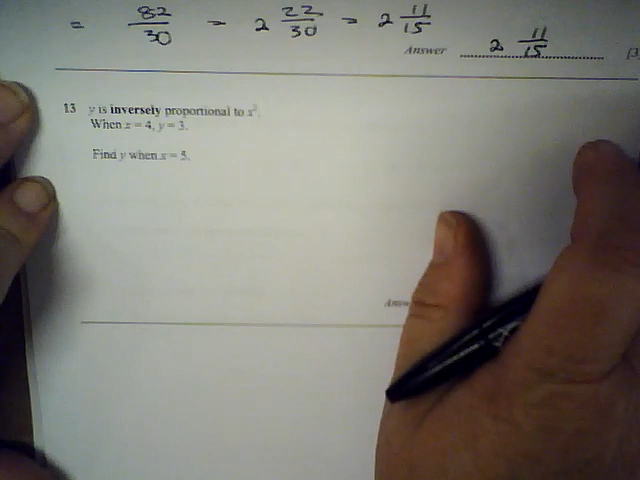 = 82/30 = 2 22/30 = 2 11/15
Answer 2 11/15 [3
13 y is inversely proportional to x².
When x = 4, y = 3.
Find y when x = 5.